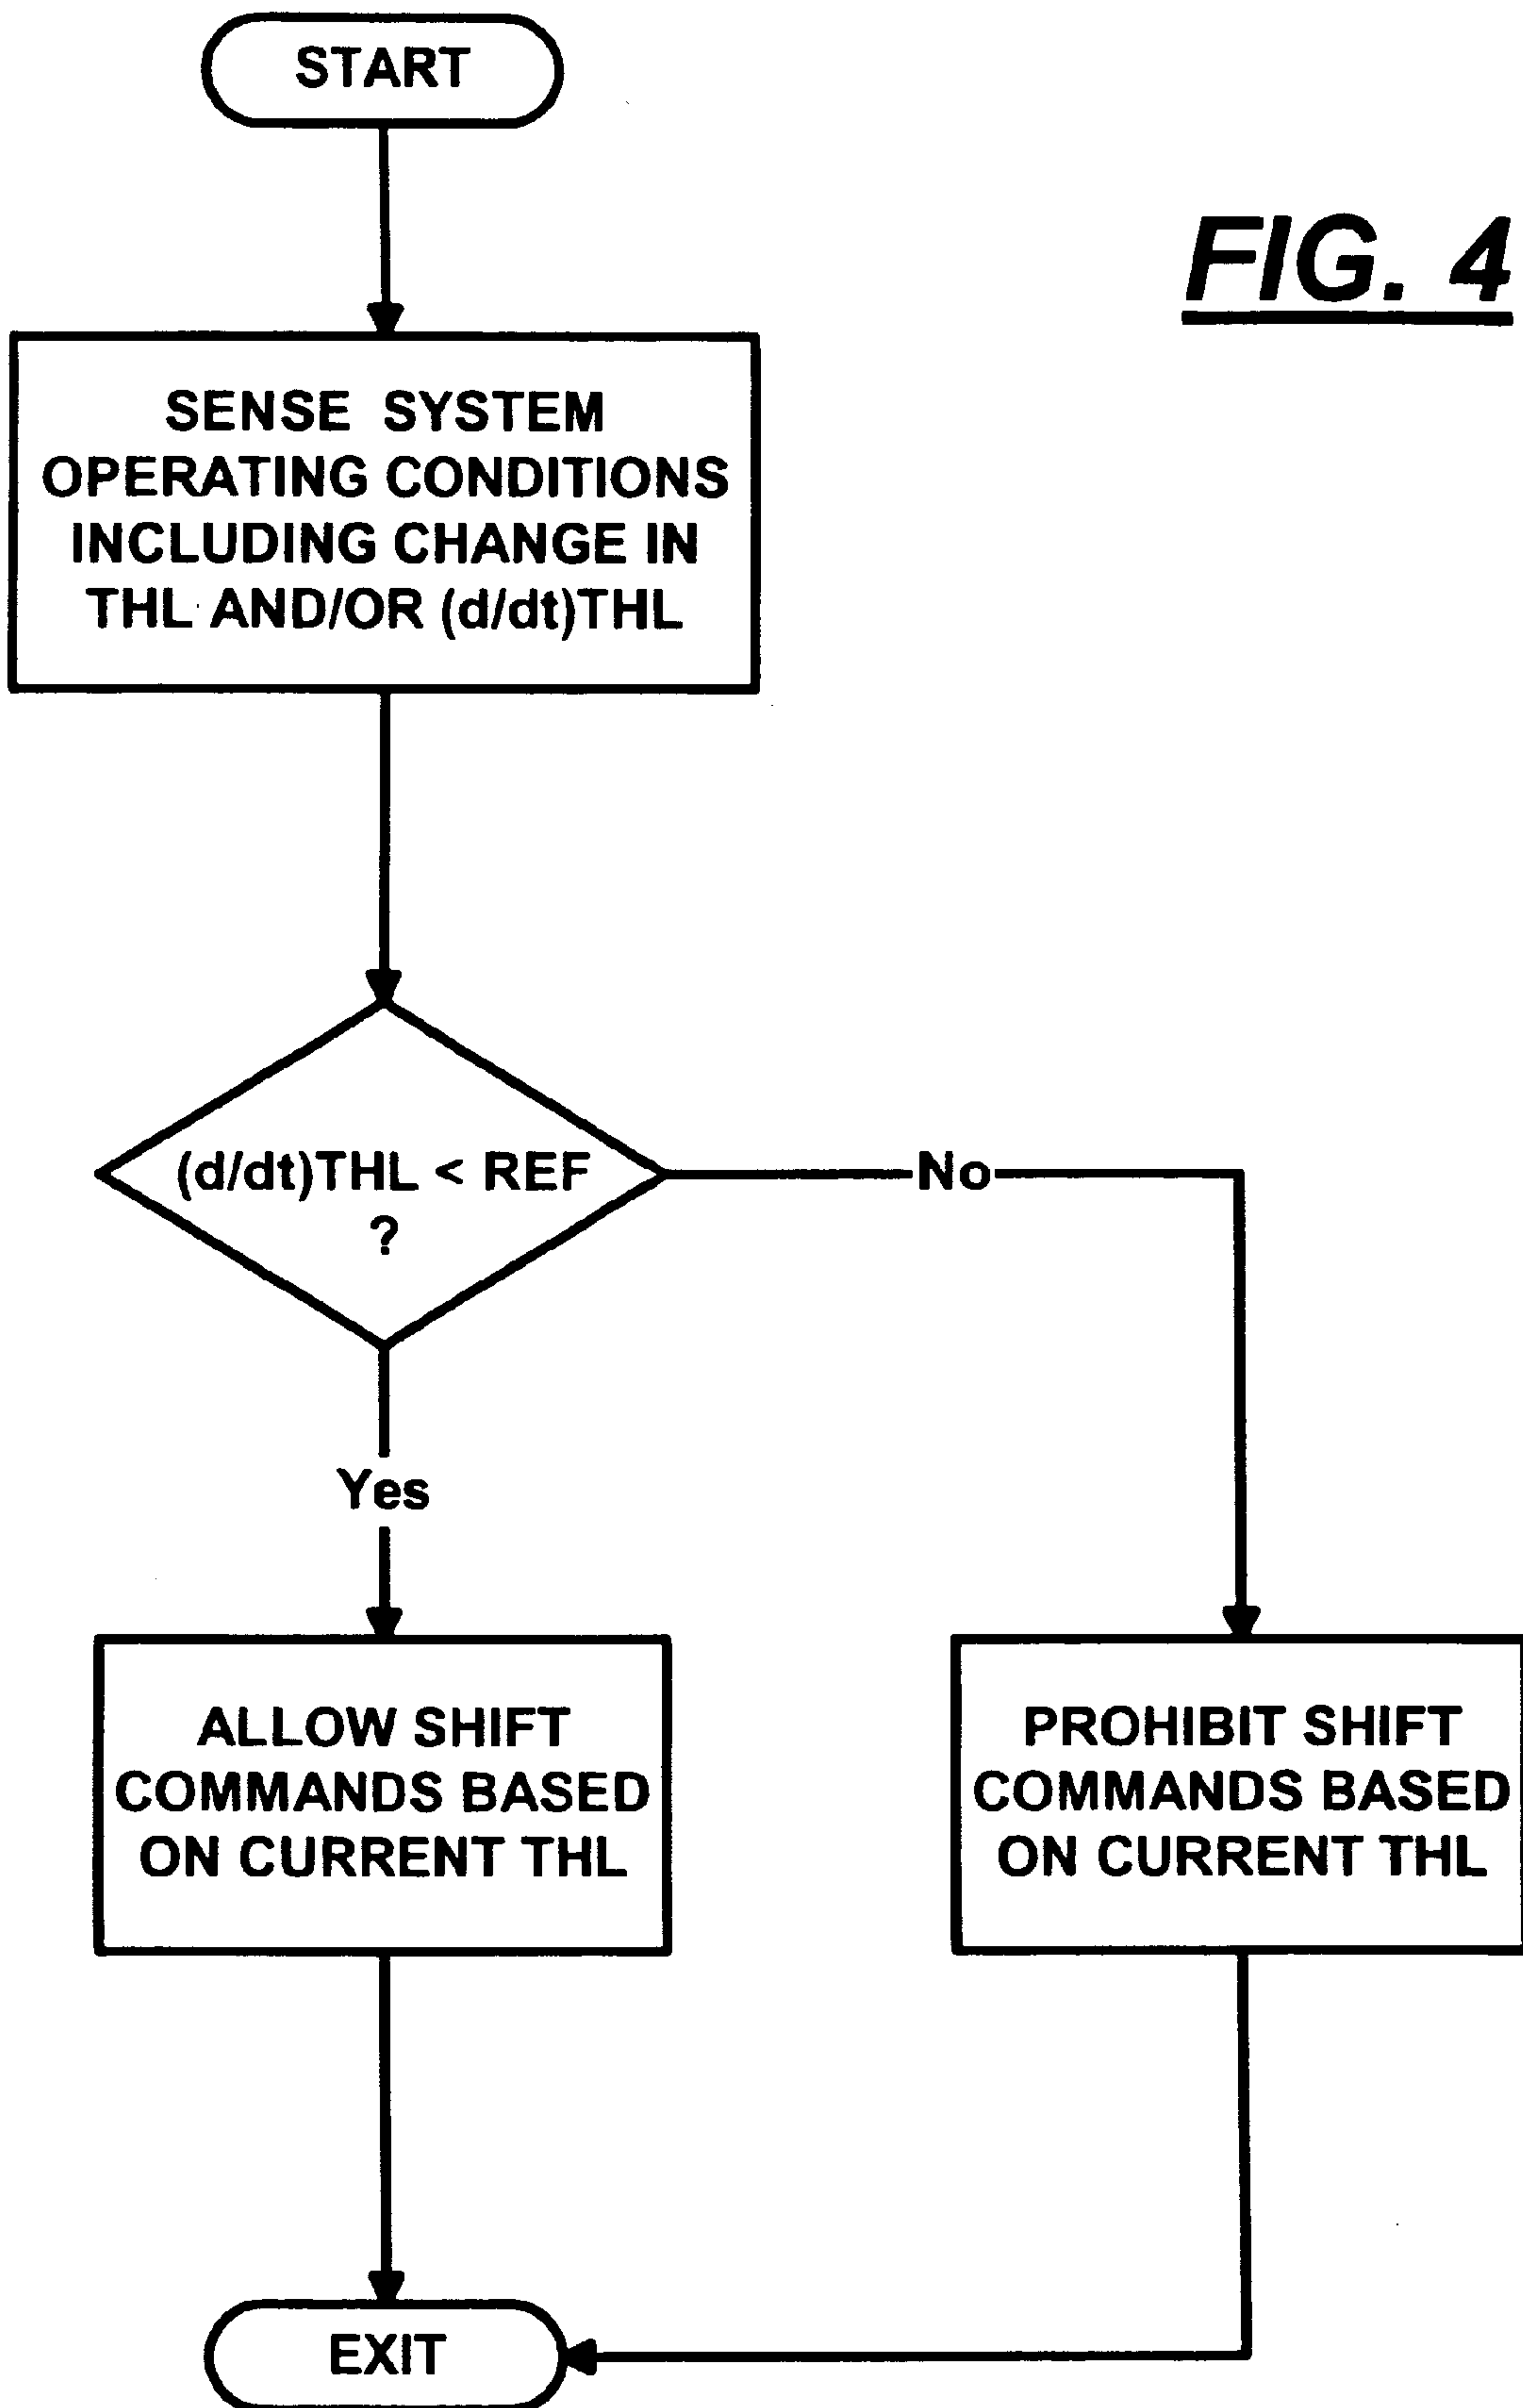 START
FIG. 4
SENSE SYSTEM
OPERATING CONDITIONS
INCLUDING CHANGE IN
THL AND/OR (d/dt)THL
(d/dt)THL < REF
?
No
Yes
ALLOW SHIFT
COMMANDS BASED
ON CURRENT THL
PROHIBIT SHIFT
COMMANDS BASED
ON CURRENT THL
EXIT